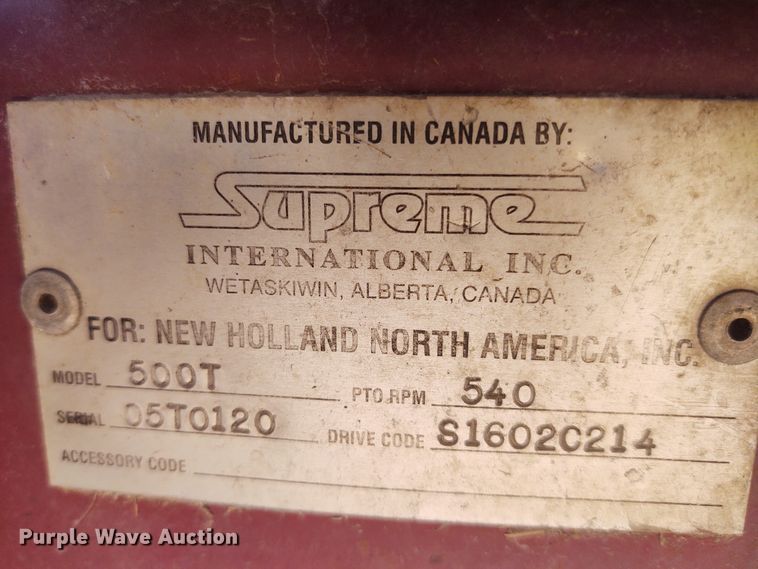 MANUFACTURED IN CANADA BY:
Supreme
INTERNATIONAL INC.
WETASKIWIN, ALBERTA, CANADA
FOR: NEW HOLLAND NORTH AMERICA, INC.
MODEL 500T PTO RPM 540
SERIAL 05T0120 DRIVE CODE S1602C214
ACCESSORY CODE
Purple Wave Auction